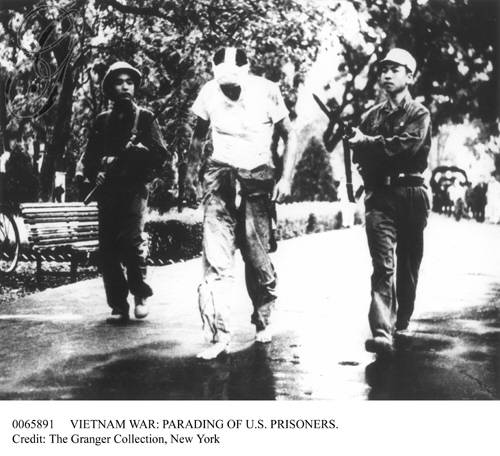 0065891 VIETNAM WAR: PARADING OF U.S. PRISONERS.
Credit: The Granger Collection, New York